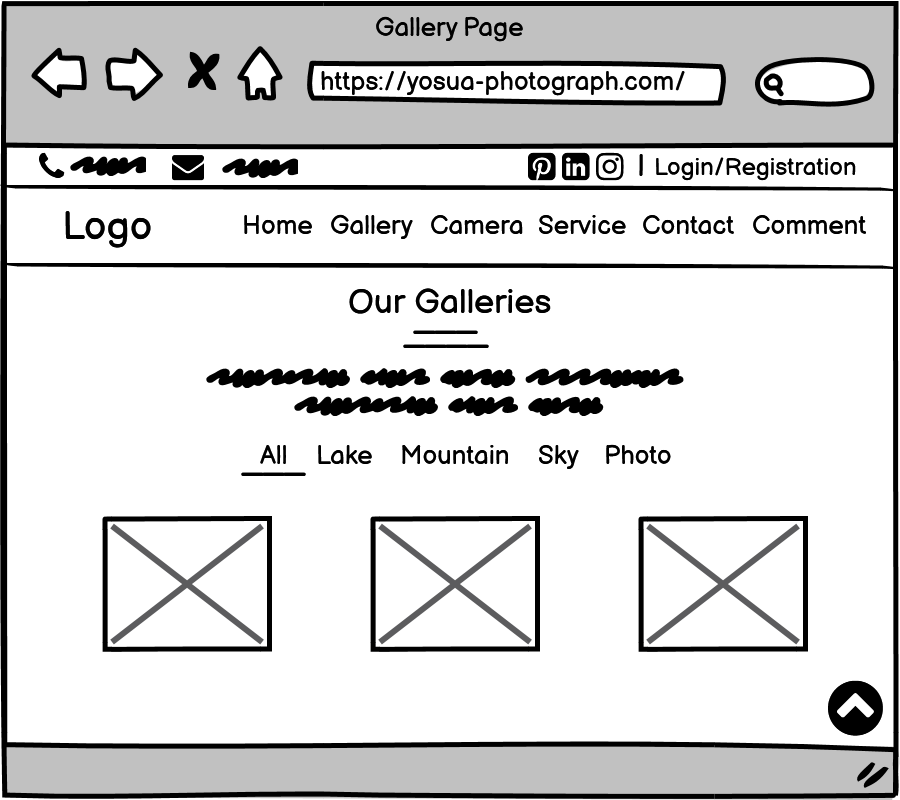 Gallery Page
https://yosua-photograph.com/
| Login/Registration
Logo Home Gallery Camera Service Contact Comment
Our Galleries
All Lake Mountain Sky Photo